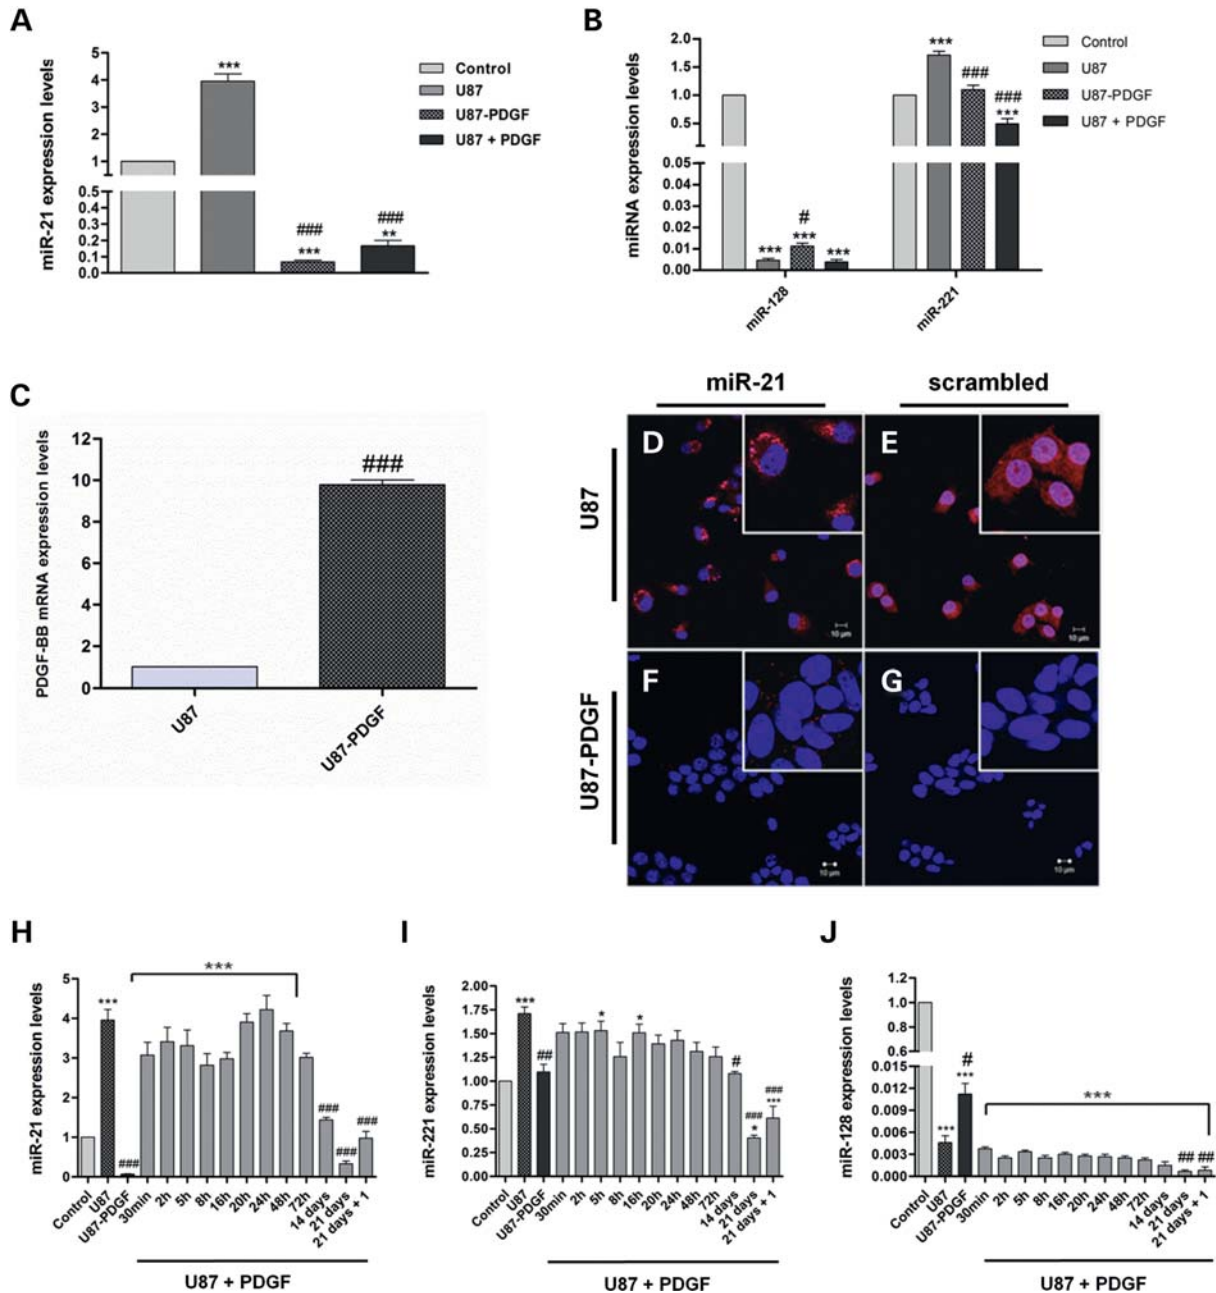 A
miR-21 expression levels
5
4
3
2
1
0.5
0.4
0.3
0.2
0.1
0.0
***
###
***
###
**
Control
U87
U87-PDGF
U87 + PDGF
B
miRNA expression levels
2.0
1.5
1.0
0.5
0.05
0.04
0.03
0.02
0.01
0.00
***
#
***
***
***
###
###
***
miR-128
miR-221
Control
U87
U87-PDGF
U87 + PDGF
C
PDGF-BB mRNA expression levels
12
10
8
6
4
2
0
###
U87
U87-PDGF
miR-21
scrambled
U87
U87-PDGF
D
10 µm
E
10 µm
F
10 µm
G
10 µm
H
miR-21 expression levels
5
4
3
2
1
0
***
###
***
###
###
###
Control
U87
U87-PDGF
30min
2h
5h
8h
16h
20h
24h
48h
72h
14 days
21 days
21 days + 1
U87 + PDGF
I
miR-221 expression levels
2.00
1.75
1.50
1.25
1.00
0.75
0.50
0.25
0.00
***
##
*
*
#
###
*
###
***
Control
U87
U87-PDGF
30min
2h
5h
8h
16h
20h
24h
48h
72h
14 days
21 days
21 days + 1
U87 + PDGF
J
miR-128 expression levels
1.2
1.0
0.8
0.6
0.015
0.012
0.009
0.006
0.003
0.000
***
#
***
***
##
##
Control
U87
U87-PDGF
30min
2h
5h
8h
16h
20h
24h
48h
72h
14 days
21 days
21 days + 1
U87 + PDGF